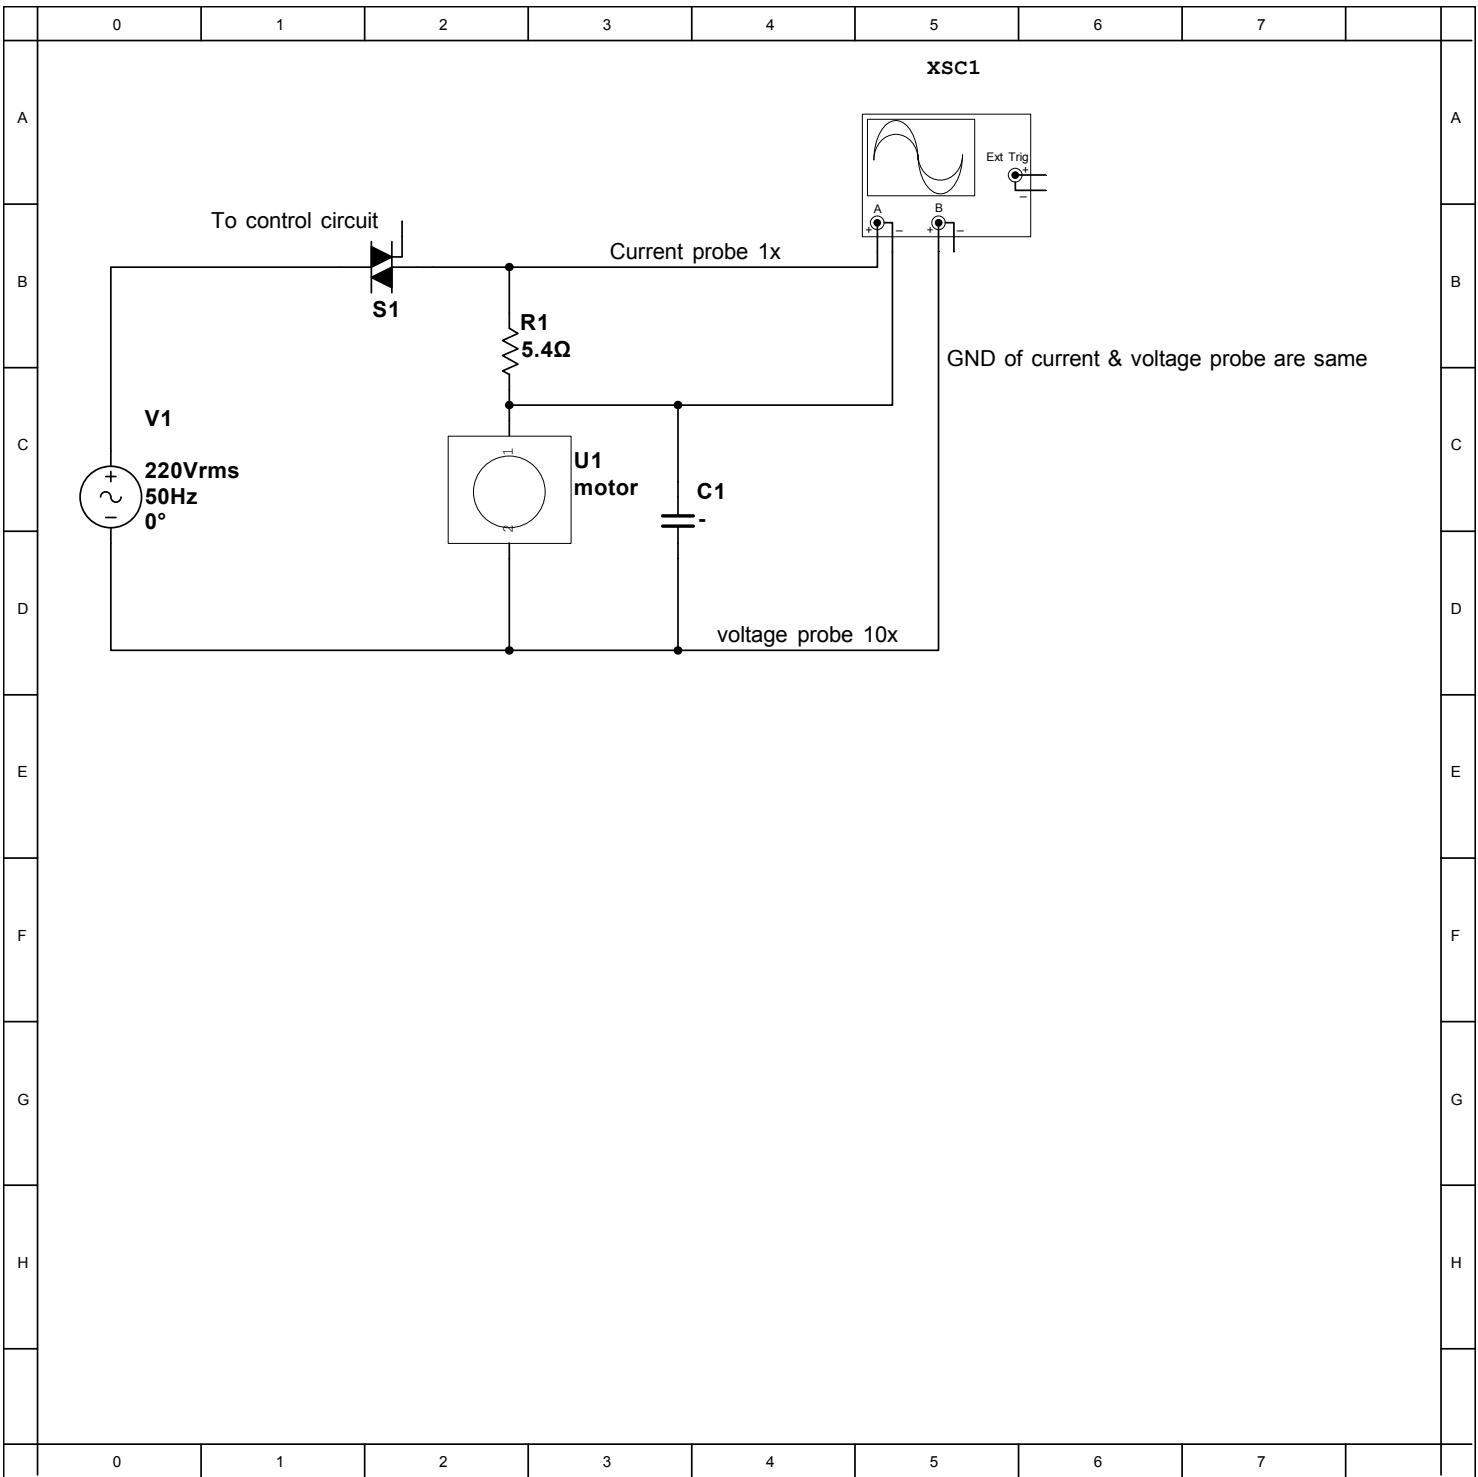 0 1 2 3 4 5 6 7
XSC1
A A
Ext Trig
+
–
A B
+ – + –
To control circuit
Current probe 1x
B B
S1
R1
5.4Ω
GND of current & voltage probe are same
V1
C C
220Vrms
50Hz
0°
+
–
1
2
U1
motor
C1
-
D D
voltage probe 10x
E E
F F
G G
H H
0 1 2 3 4 5 6 7